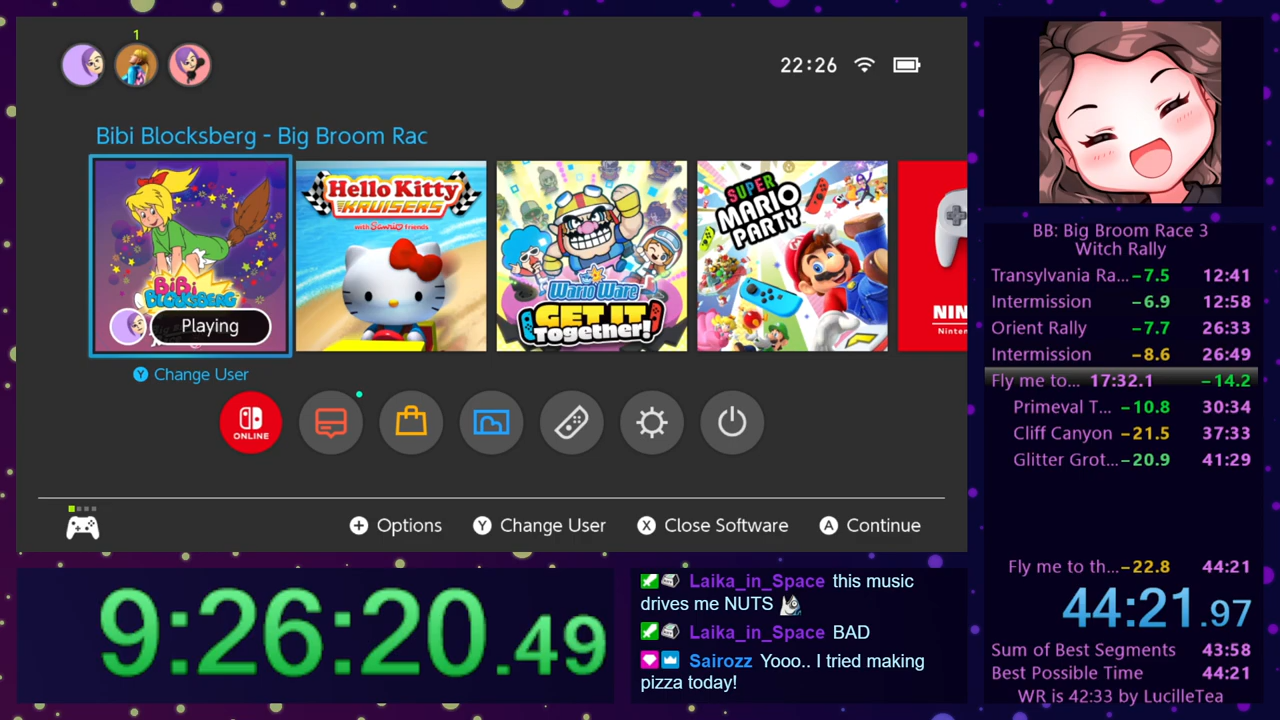 1
22:26
Bibi Blocksberg - Big Broom Rac
BiBi
BLOCKSBERG
Playing
Hello Kitty
KRUISERS
with Sanrio friends
Wario Ware
GET IT
Together!
SUPER
MARIO
PARTY
NIN
Ninten
Y Change User
ONLINE
+ Options
Y Change User
X Close Software
A Continue
9:26:20.49
Laika_in_Space this music
drives me NUTS
Laika_in_Space BAD
Sairozz Yooo.. I tried making
pizza today!
BB: Big Broom Race 3
Witch Rally
Transylvania Ra... −7.5 12:41
Intermission −6.9 12:58
Orient Rally −7.7 26:33
Intermission −8.6 26:49
Fly me to... 17:32.1 −14.2
Primeval T... −10.8 30:34
Cliff Canyon −21.5 37:33
Glitter Grot... −20.9 41:29
Fly me to th... −22.8 44:21
44:21.97
Sum of Best Segments 43:58
Best Possible Time 44:21
WR is 42:33 by LucilleTea